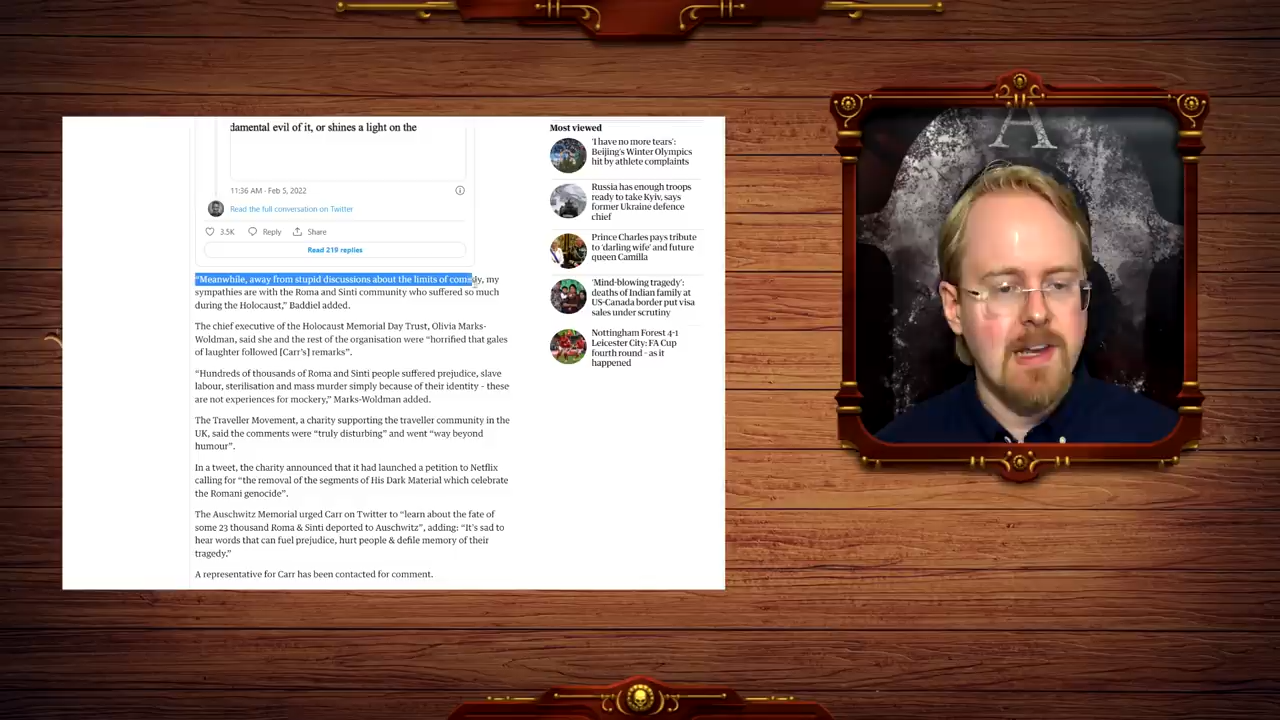 A
damental evil of it, or shines a light on the
11:36 AM · Feb 5, 2022
Read the full conversation on Twitter
3.5K Reply Share
Read 219 replies
“Meanwhile, away from stupid discussions about the limits of comedy, my
sympathies are with the Roma and Sinti community who suffered so much
during the Holocaust,” Baddiel added.
The chief executive of the Holocaust Memorial Day Trust, Olivia Marks-
Woldman, said she and the rest of the organisation were “horrified that gales
of laughter followed [Carr’s] remarks”.
“Hundreds of thousands of Roma and Sinti people suffered prejudice, slave
labour, sterilisation and mass murder simply because of their identity – these
are not experiences for mockery,” Marks-Woldman added.
The Traveller Movement, a charity supporting the traveller community in the
UK, said the comments were “truly disturbing” and went “way beyond
humour”.
In a tweet, the charity announced that it had launched a petition to Netflix
calling for “the removal of the segments of His Dark Material which celebrate
the Romani genocide”.
The Auschwitz Memorial urged Carr on Twitter to “learn about the fate of
some 23 thousand Roma & Sinti deported to Auschwitz”, adding: “It’s sad to
hear words that can fuel prejudice, hurt people & defile memory of their
tragedy.”
A representative for Carr has been contacted for comment.
Most viewed
‘I have no more tears’:
Beijing’s Winter Olympics
hit by athlete complaints
Russia has enough troops
ready to take Kyiv, says
former Ukraine defence
chief
Prince Charles pays tribute
to ‘darling wife’ and future
queen Camilla
‘Mind-blowing tragedy’:
deaths of Indian family at
US-Canada border put visa
sales under scrutiny
Nottingham Forest 4-1
Leicester City: FA Cup
fourth round – as it
happened